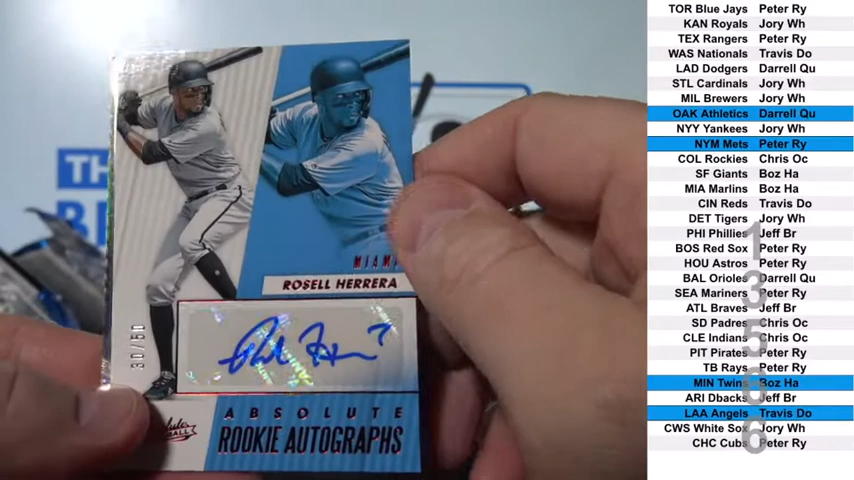 TH
B
MIAMI
ROSELL HERRERA
30/50
ABSOLUTE
ROOKIE AUTOGRAPHS
TOR Blue Jays Peter Ry
KAN Royals Jory Wh
TEX Rangers Peter Ry
WAS Nationals Travis Do
LAD Dodgers Darrell Qu
STL Cardinals Jory Wh
MIL Brewers Jory Wh
OAK Athletics Darrell Qu
NYY Yankees Jory Wh
NYM Mets Peter Ry
COL Rockies Chris Oc
SF Giants Boz Ha
MIA Marlins Boz Ha
CIN Reds Travis Do
DET Tigers Jory Wh
PHI Phillies Jeff Br
BOS Red Sox Peter Ry
HOU Astros Peter Ry
BAL Orioles Darrell Qu
SEA Mariners Peter Ry
ATL Braves Jeff Br
SD Padres Chris Oc
CLE Indians Chris Oc
PIT Pirates Peter Ry
TB Rays Peter Ry
MIN Twins Boz Ha
ARI Dbacks Jeff Br
LAA Angels Travis Do
CWS White Sox Jory Wh
CHC Cubs Peter Ry
1
3
5
6
6